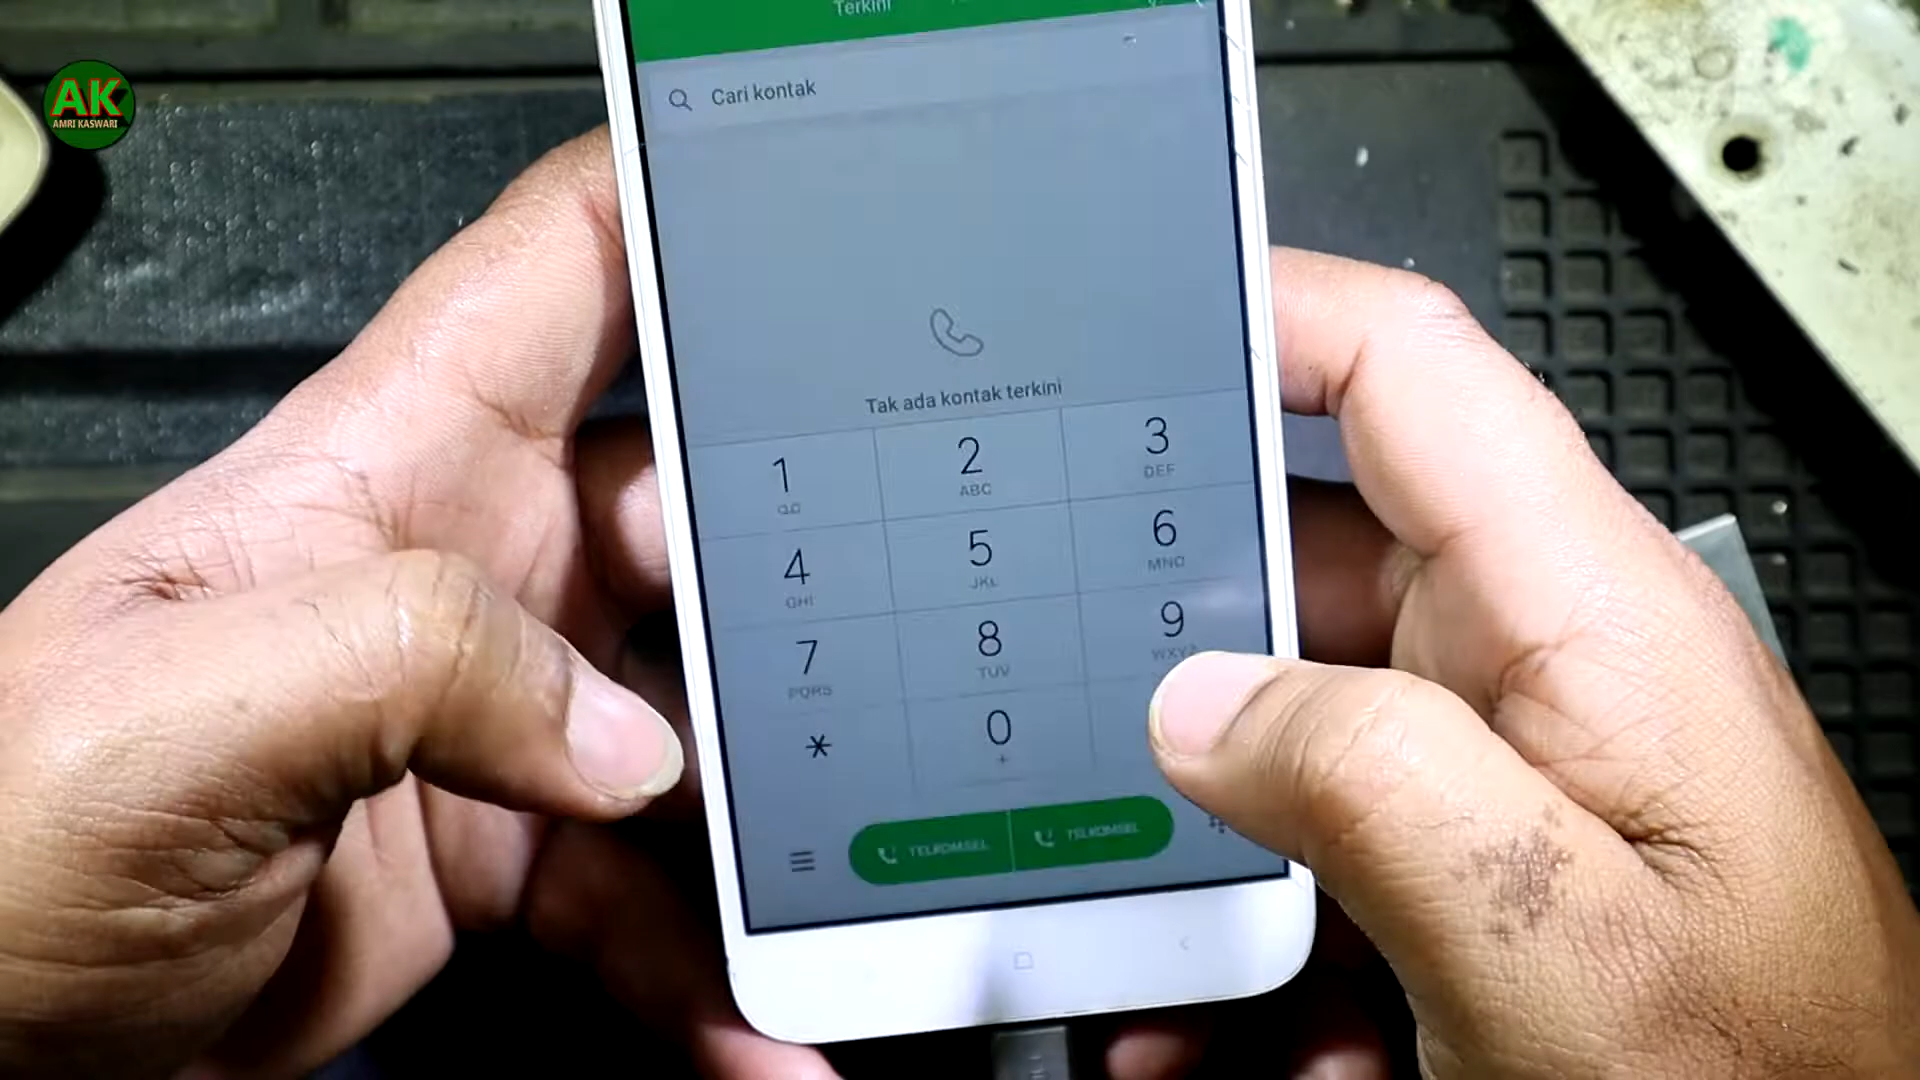 Terkini
AK
AMRI KASWARI
Cari kontak
Tak ada kontak terkini
1
2
ABC
3
DEF
4
GHI
5
JKL
6
MNO
7
PQRS
8
TUV
9
WXYZ
*
0
+
TELKOMSEL
TELKOMSEL